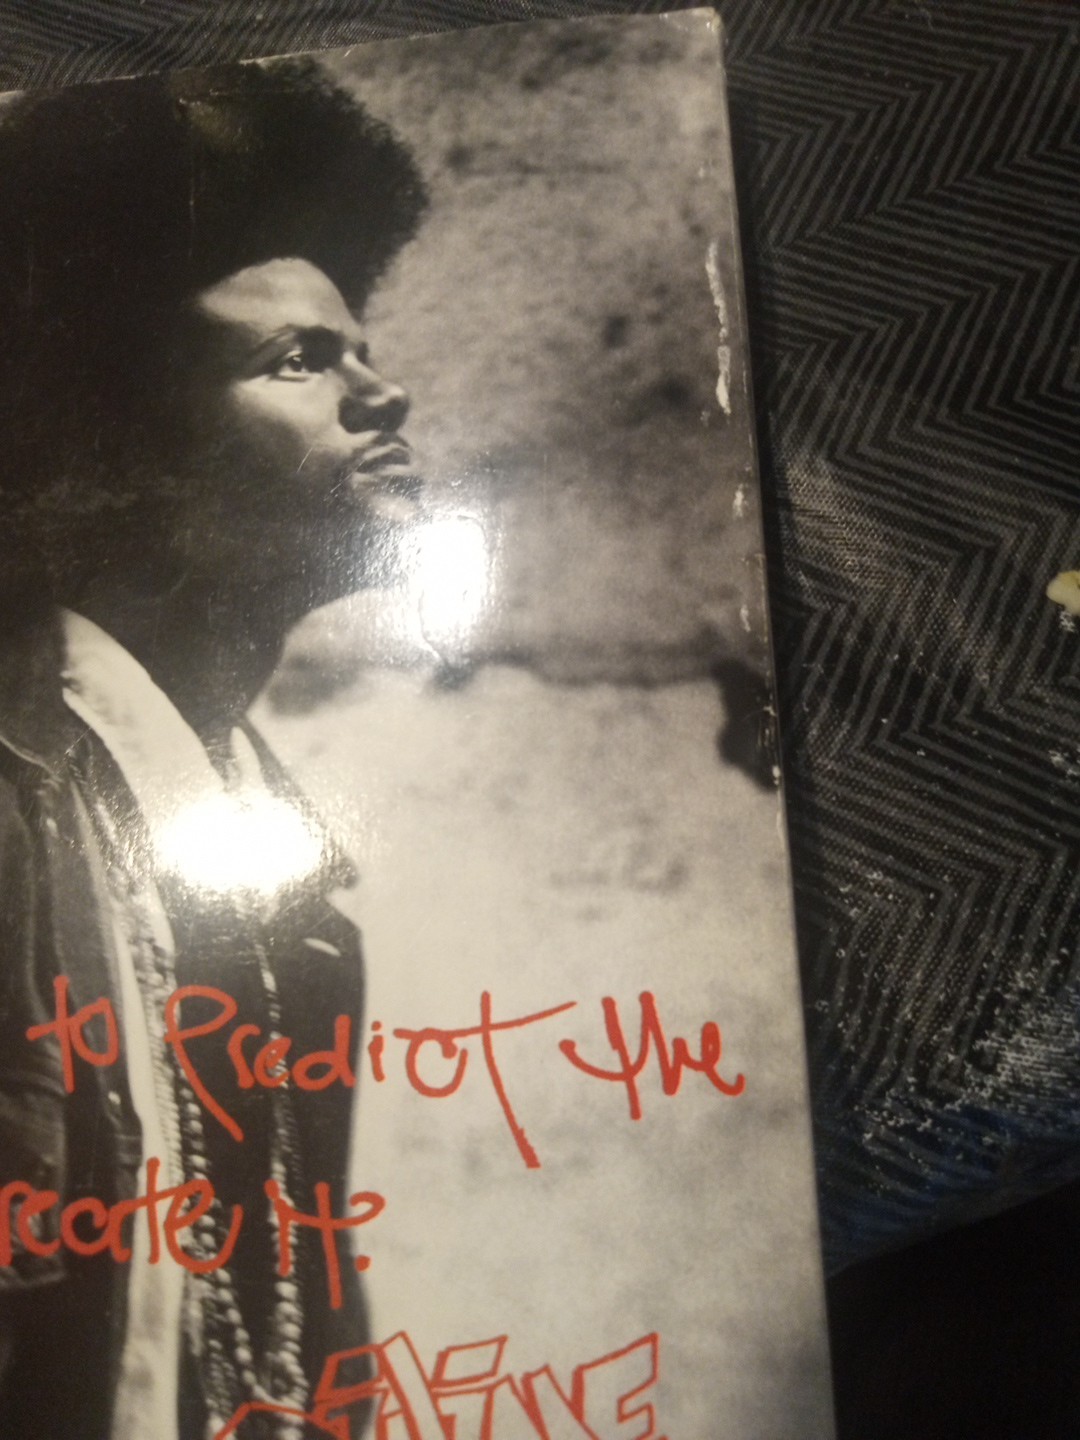 to Predict the
reate it?